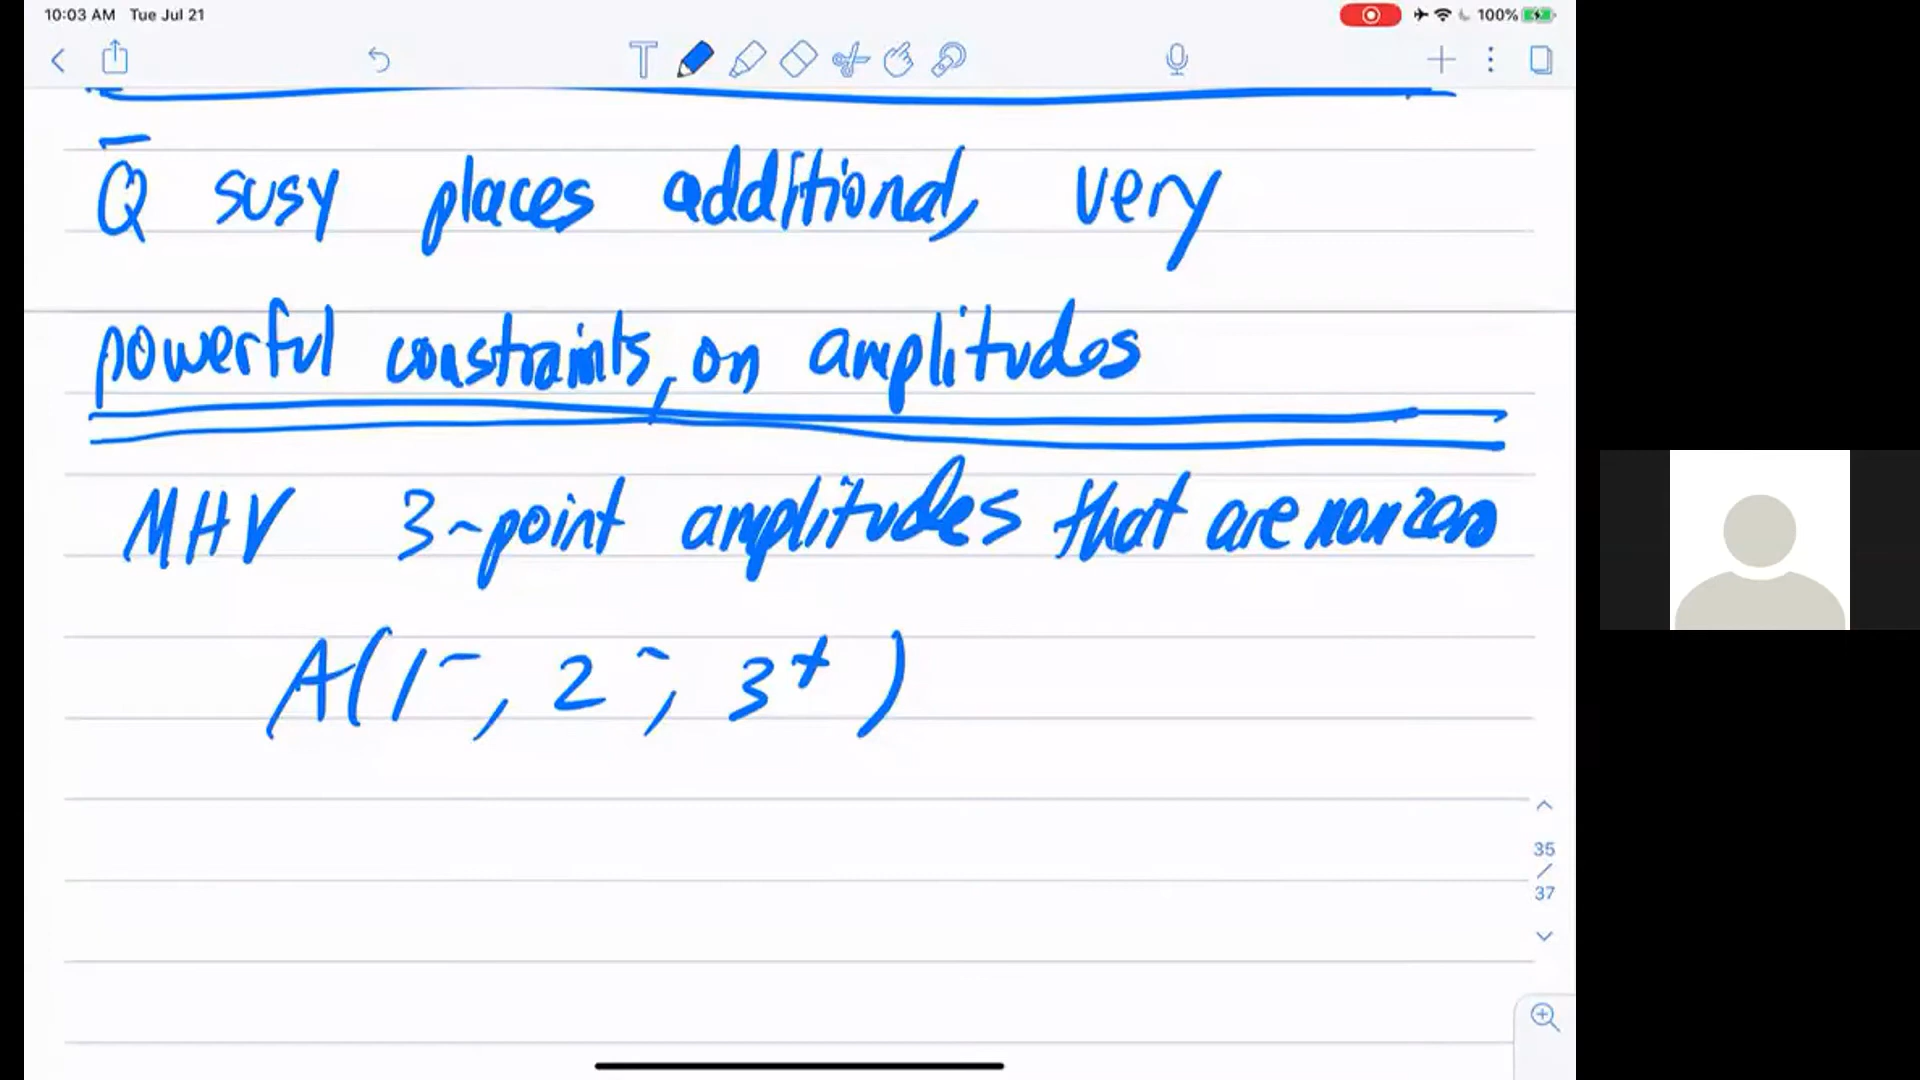 10:03 AM Tue Jul 21
100%
T
Q̄ susy places additional, very
powerful constraints, on amplitudes
MHV 3-point amplitudes that are nonzero
A(1⁻, 2⁻, 3⁺)
35
/
37